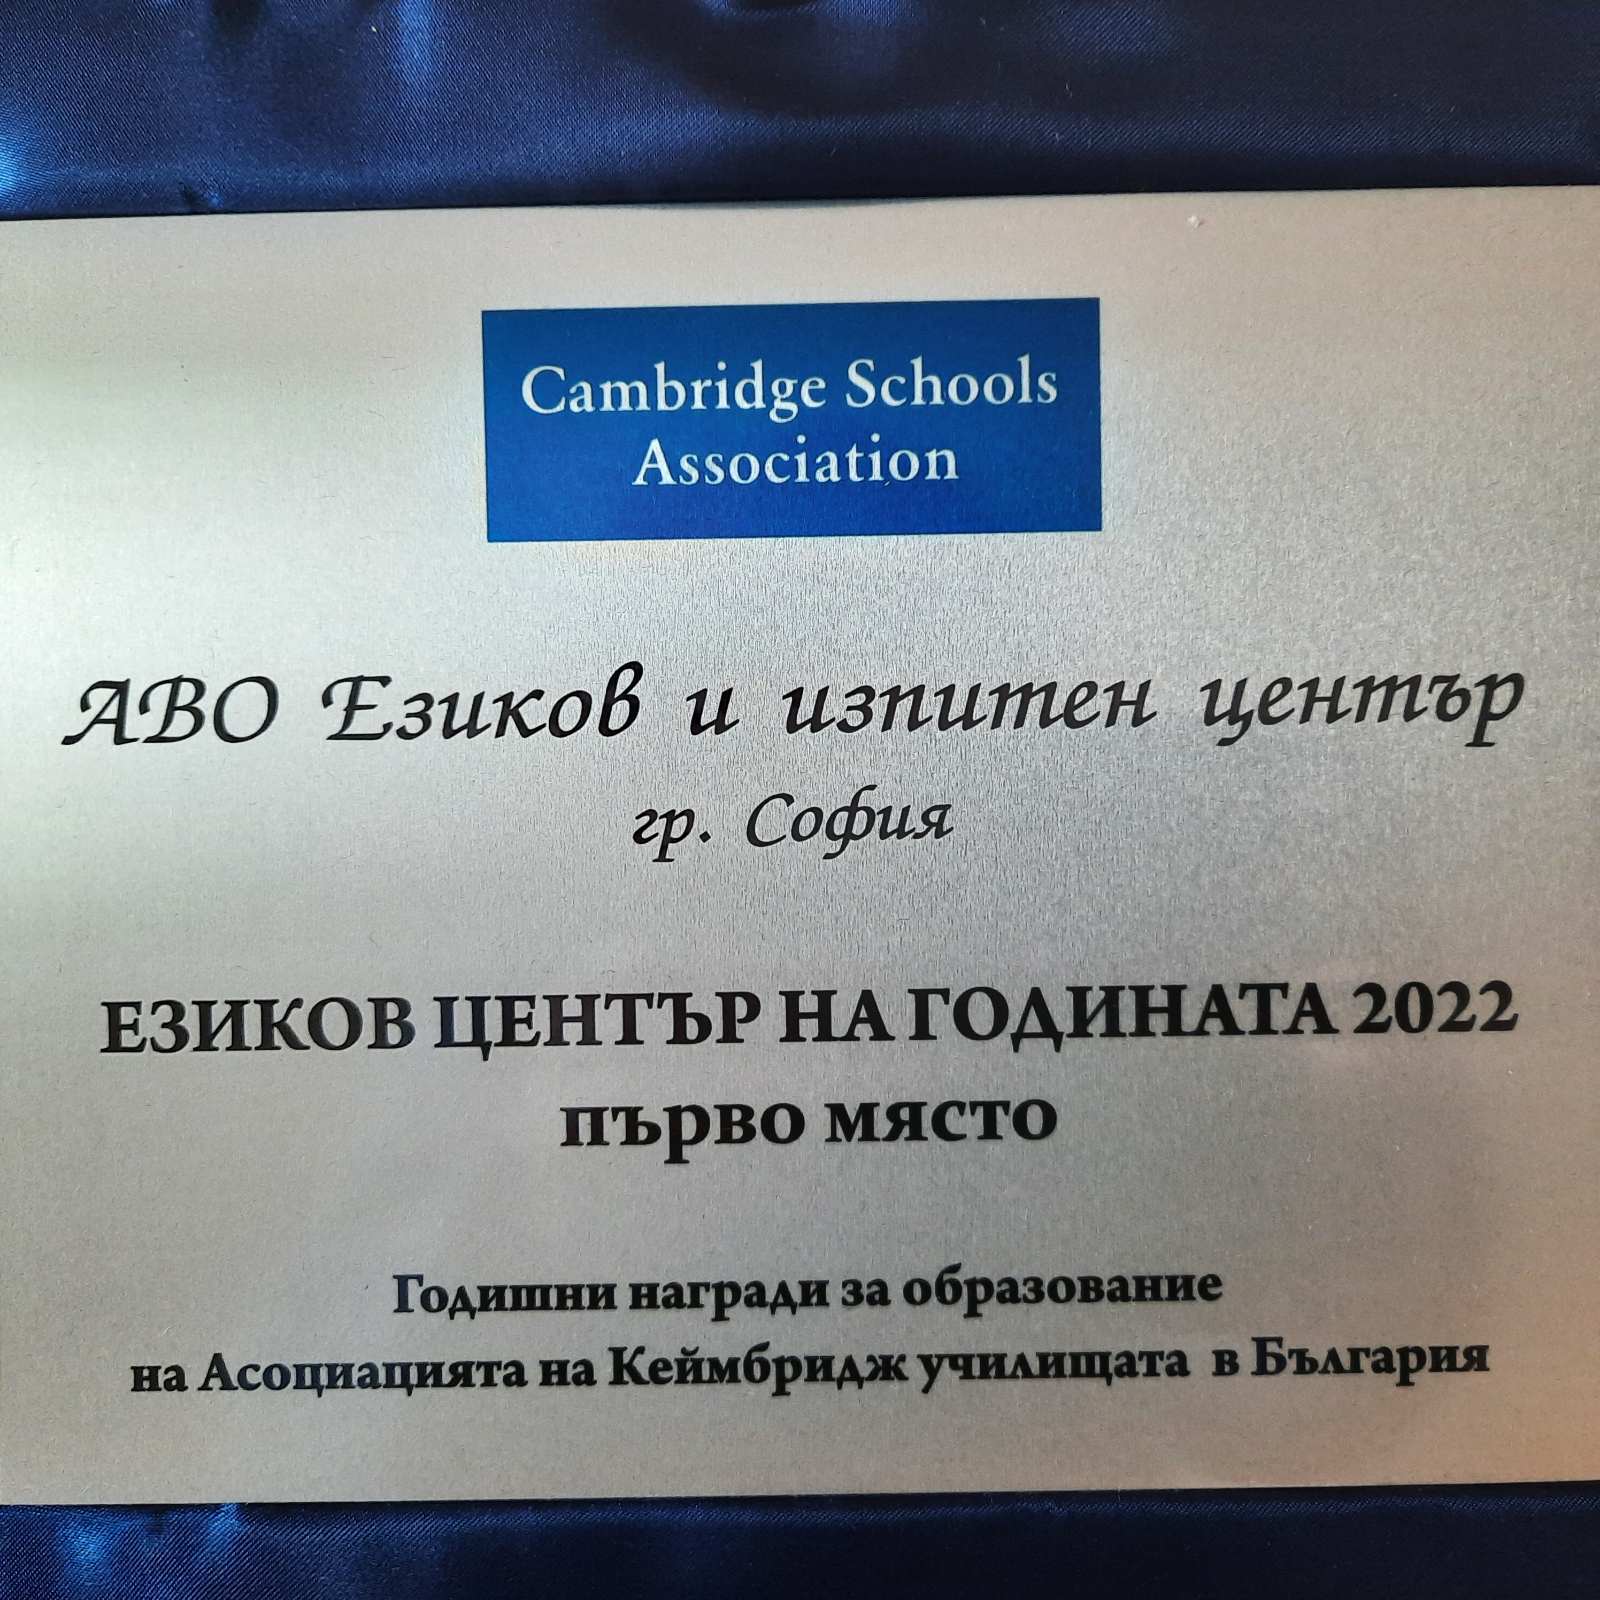 Cambridge Schools
Association
АВО Езиков и изпитен център
гр. София
ЕЗИКОВ ЦЕНТЪР НА ГОДИНАТА 2022
първо място
Годишни награди за образование
на Асоциацията на Кеймбридж училищата в България